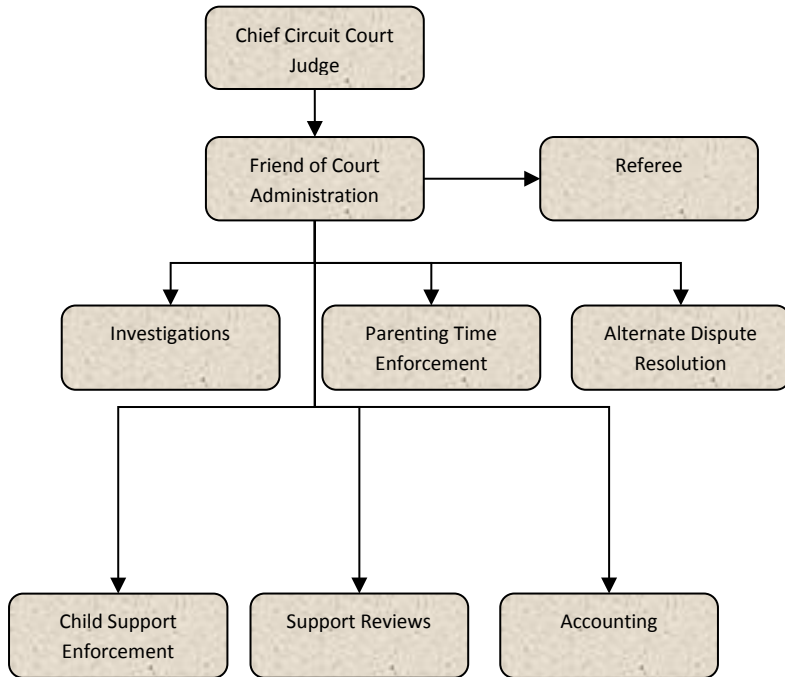 Chief Circuit Court
Judge
Friend of Court
Administration
Referee
Investigations
Parenting Time
Enforcement
Alternate Dispute
Resolution
Child Support
Enforcement
Support Reviews
Accounting